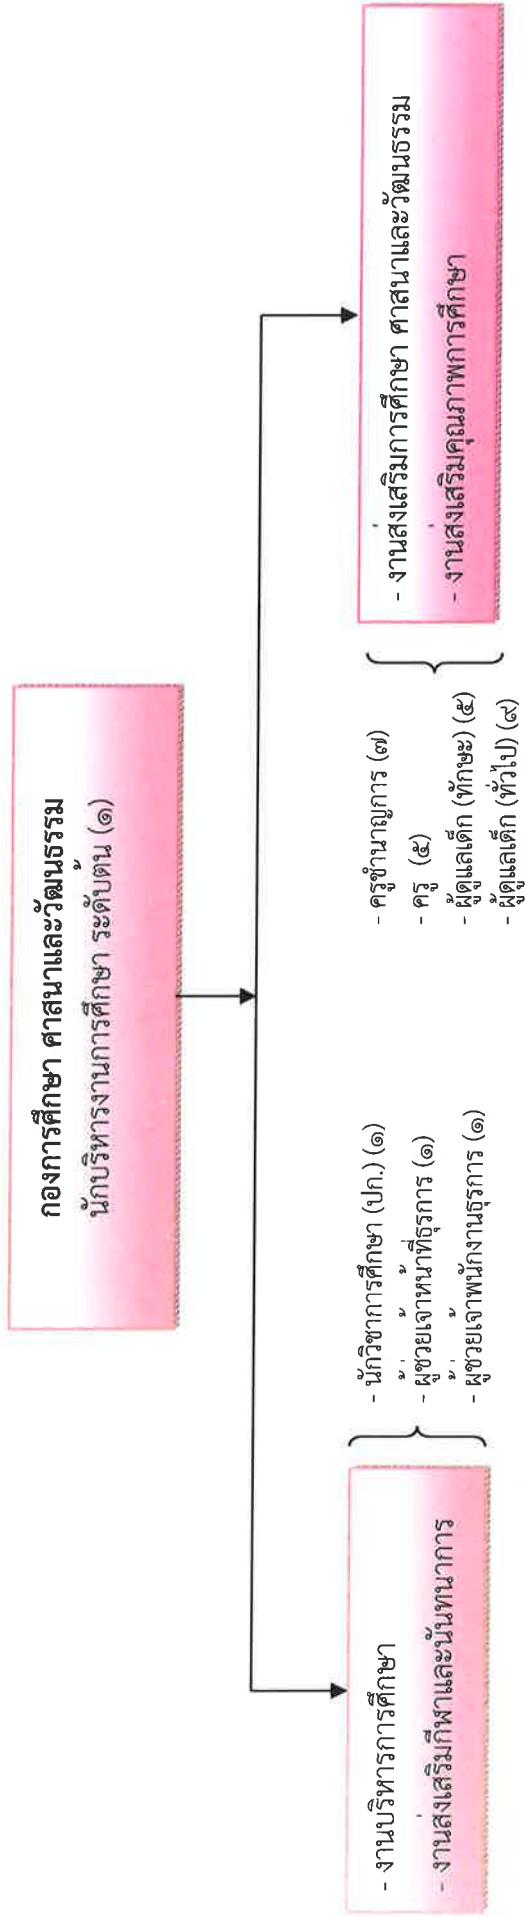 กองการศึกษา ศาสนาและวัฒนธรรม
นักบริหารงานการศึกษา ระดับต้น (๑)
- งานบริหารการศึกษา
- งานส่งเสริมกีฬาและนันทนาการ
- นักวิชาการศึกษา (ปก.) (๑)
- ผู้ช่วยเจ้าหน้าที่ธุรการ (๑)
- ผู้ช่วยเจ้าพนักงานธุรการ (๑)
- ครูชำนาญการ (๗)
- ครู (๕)
- ผู้ดูแลเด็ก (ทักษะ) (๕)
- ผู้ดูแลเด็ก (ทั่วไป) (๙)
- งานส่งเสริมการศึกษา ศาสนาและวัฒนธรรม
- งานส่งเสริมคุณภาพการศึกษา